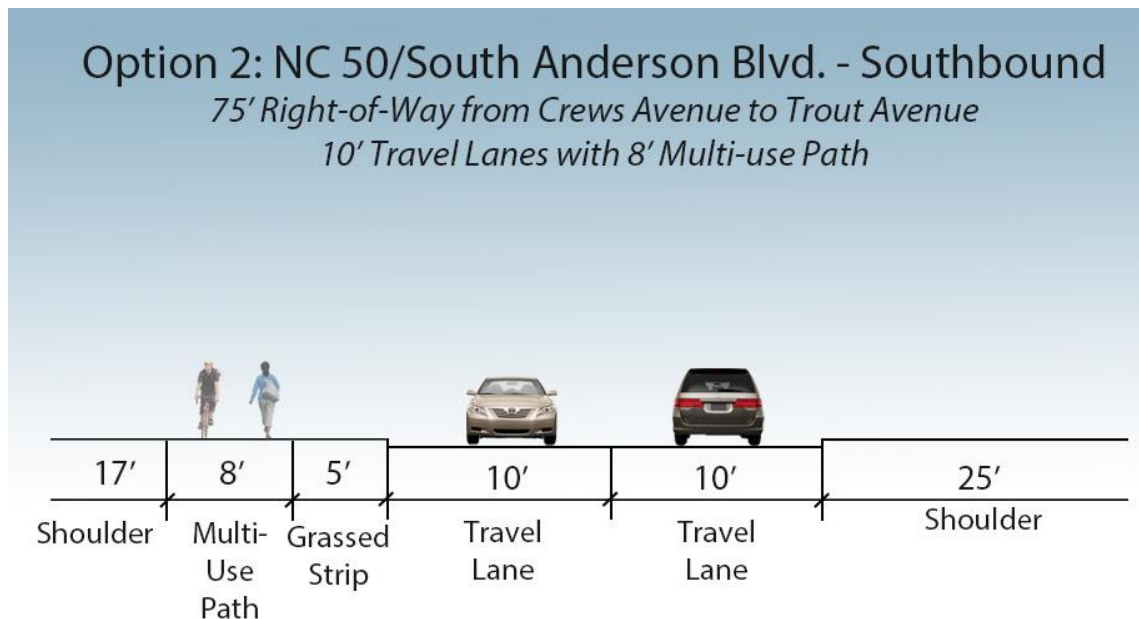 Option 2: NC 50/South Anderson Blvd. - Southbound
75' Right-of-Way from Crews Avenue to Trout Avenue
10' Travel Lanes with 8' Multi-use Path
17'
8'
5'
10'
10'
25'
Shoulder
Multi-
Use
Path
Grassed
Strip
Travel
Lane
Travel
Lane
Shoulder